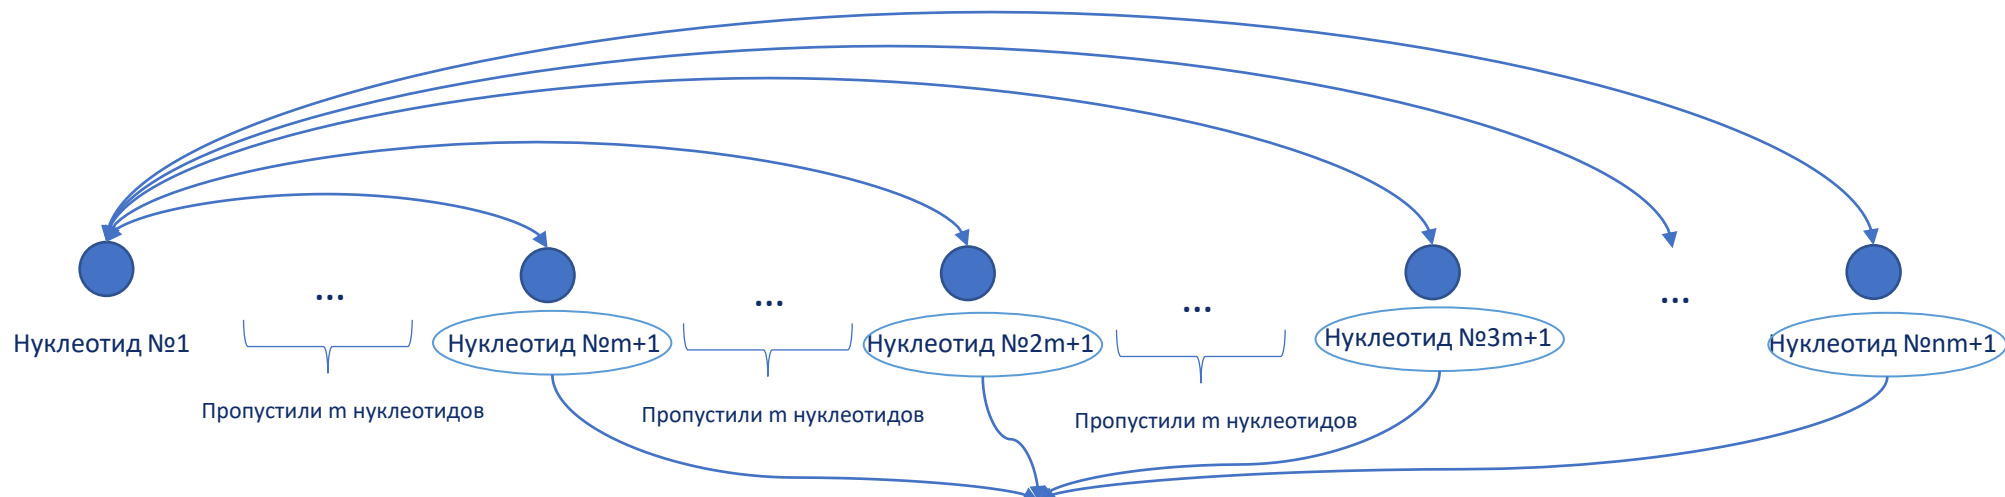 ... ... ... ...
Нуклеотид №1 Нуклеотид №m+1 Нуклеотид №2m+1 Нуклеотид №3m+1 Нуклеотид №nm+1
Пропустили m нуклеотидов Пропустили m нуклеотидов Пропустили m нуклеотидов